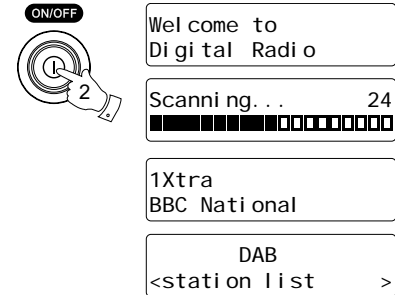 ON/OFF
2
Welcome to
Digital Radio
Scanning... 24
1Xtra
BBC National
DAB
<station list >